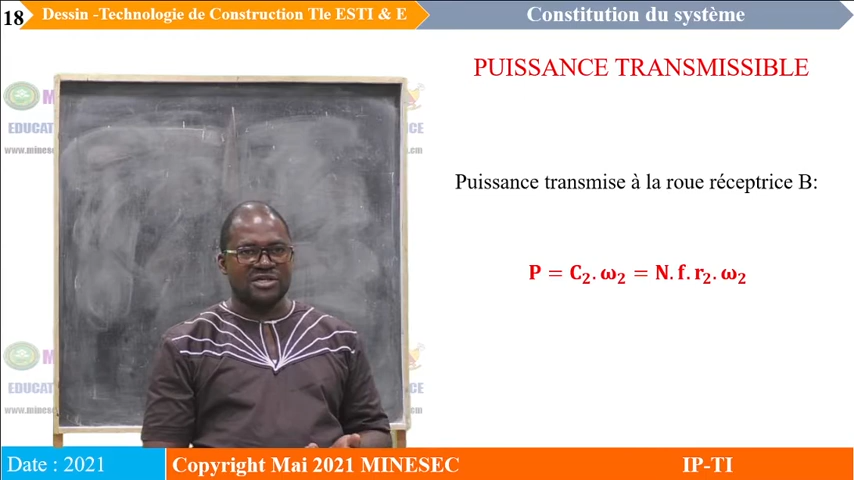 18
Dessin -Technologie de Construction Tle ESTI & E
Constitution du système
PUISSANCE TRANSMISSIBLE
Puissance transmise à la roue réceptrice B:
P = C₂. ω₂ = N. f. r₂. ω₂
Date : 2021
Copyright Mai 2021 MINESEC
IP-TI